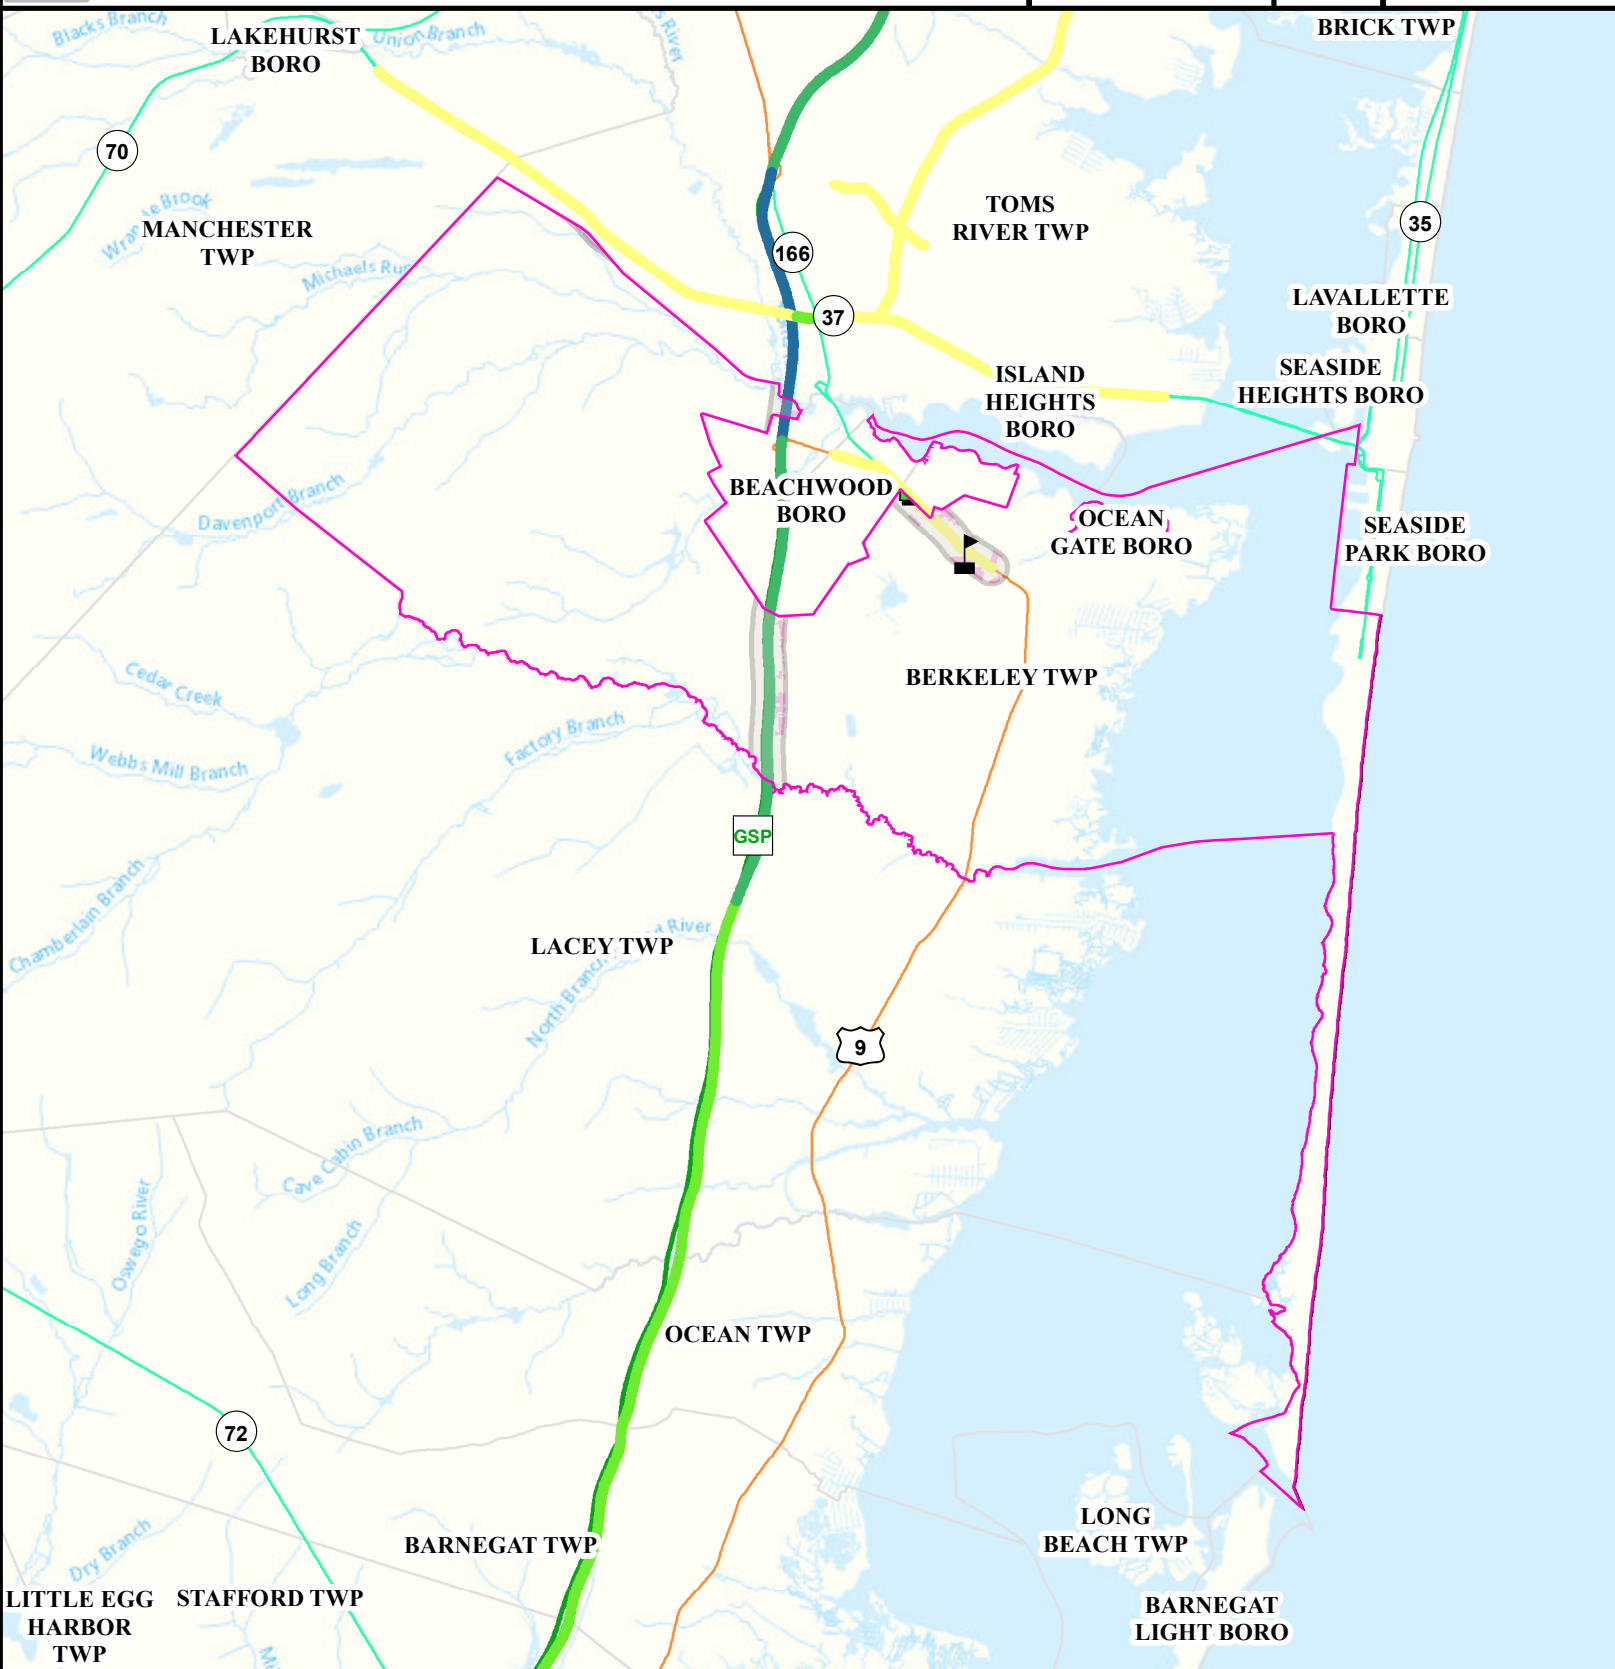 BRICK TWP
Blacks Branch
LAKEHURST
BORO
Union Branch
River
70
Brook
MANCHESTER
TWP
Michaels Run
166
TOMS
RIVER TWP
35
37
LAVALLETTE
BORO
ISLAND
HEIGHTS
BORO
SEASIDE
HEIGHTS BORO
BEACHWOOD
BORO
Davenport Branch
OCEAN
GATE BORO
SEASIDE
PARK BORO
BERKELEY TWP
Cedar Creek
Factory Branch
Webbs Mill Branch
GSP
Chamberlain Branch
LACEY TWP
North Branch
River
9
Cave Cabin Branch
Oswego River
Long Branch
OCEAN TWP
72
BARNEGAT TWP
LONG
BEACH TWP
Dry Branch
LITTLE EGG
HARBOR
TWP
STAFFORD TWP
BARNEGAT
LIGHT BORO